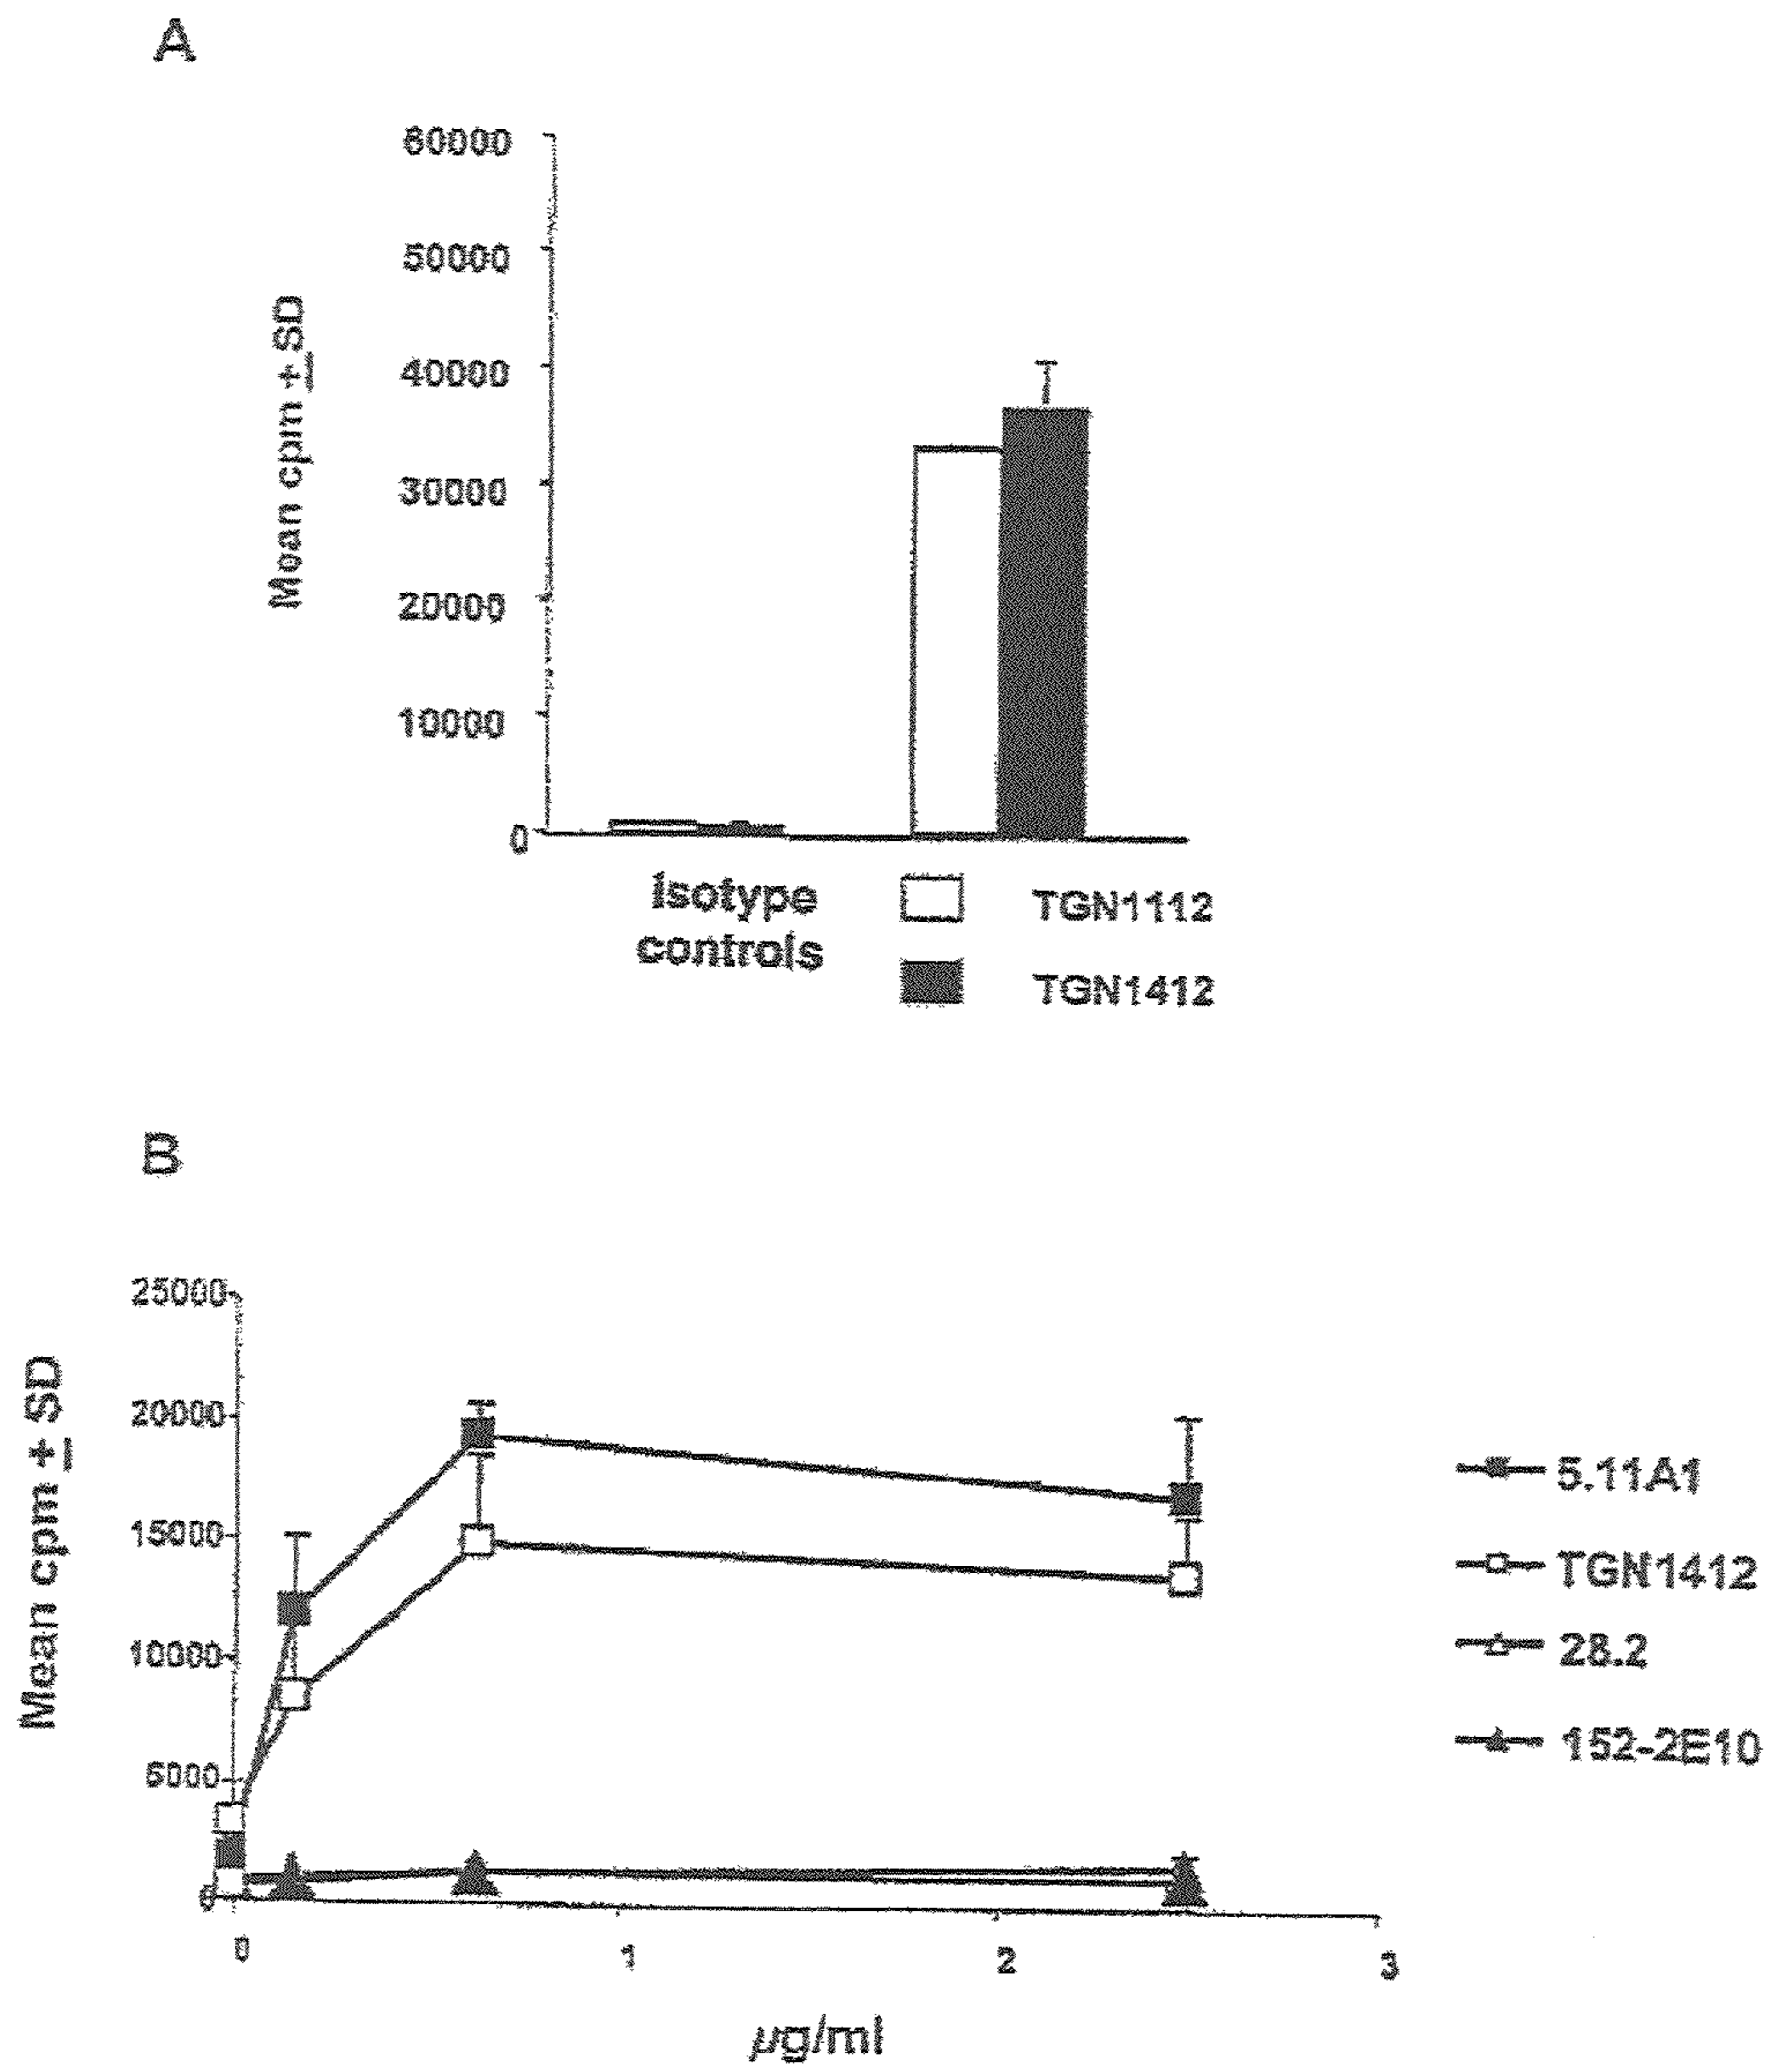 A
60000
50000
40000
30000
20000
10000
0
Mean cpm ± SD
Isotype
controls
TGN1112
TGN1412
B
25000
20000
15000
10000
5000
0
Mean cpm ± SD
0 1 2 3
µg/ml
5.11A1
TGN1412
28.2
152-2E10